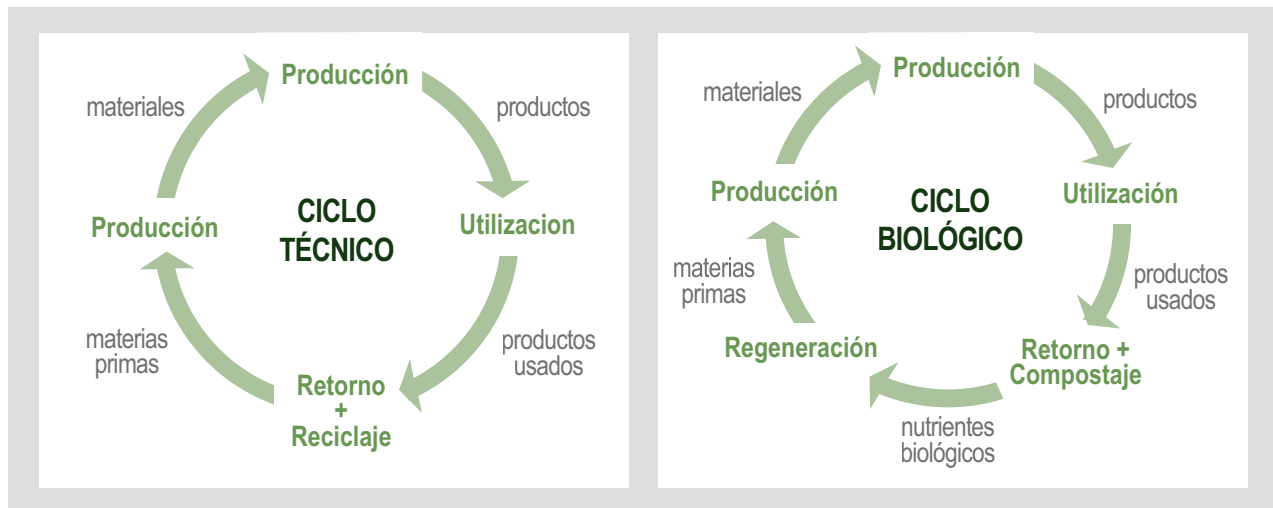 Producción
materiales
productos
CICLO
TÉCNICO
Producción
Utilizacion
materias
primas
productos
usados
Retorno
+
Reciclaje
Producción
materiales
productos
Producción
CICLO
BIOLÓGICO
Utilización
materias
primas
productos
usados
Regeneración
Retorno +
Compostaje
nutrientes
biológicos